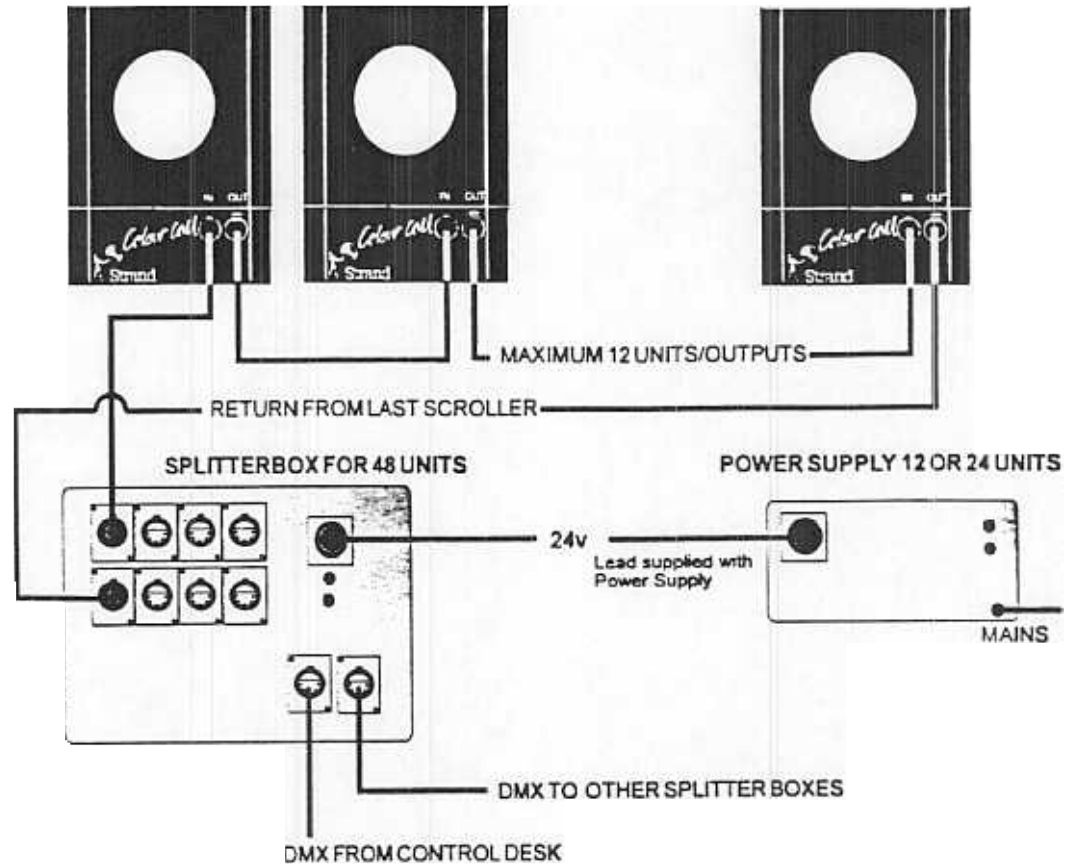 IN OUT
Color Call
Strand
IN OUT
Color Call
Strand
IN OUT
Color Call
Strand
MAXIMUM 12 UNITS/OUTPUTS
RETURN FROM LAST SCROLLER
SPLITTERBOX FOR 48 UNITS
POWER SUPPLY 12 OR 24 UNITS
24v
Lead supplied with
Power Supply
MAINS
DMX TO OTHER SPLITTER BOXES
DMX FROM CONTROL DESK